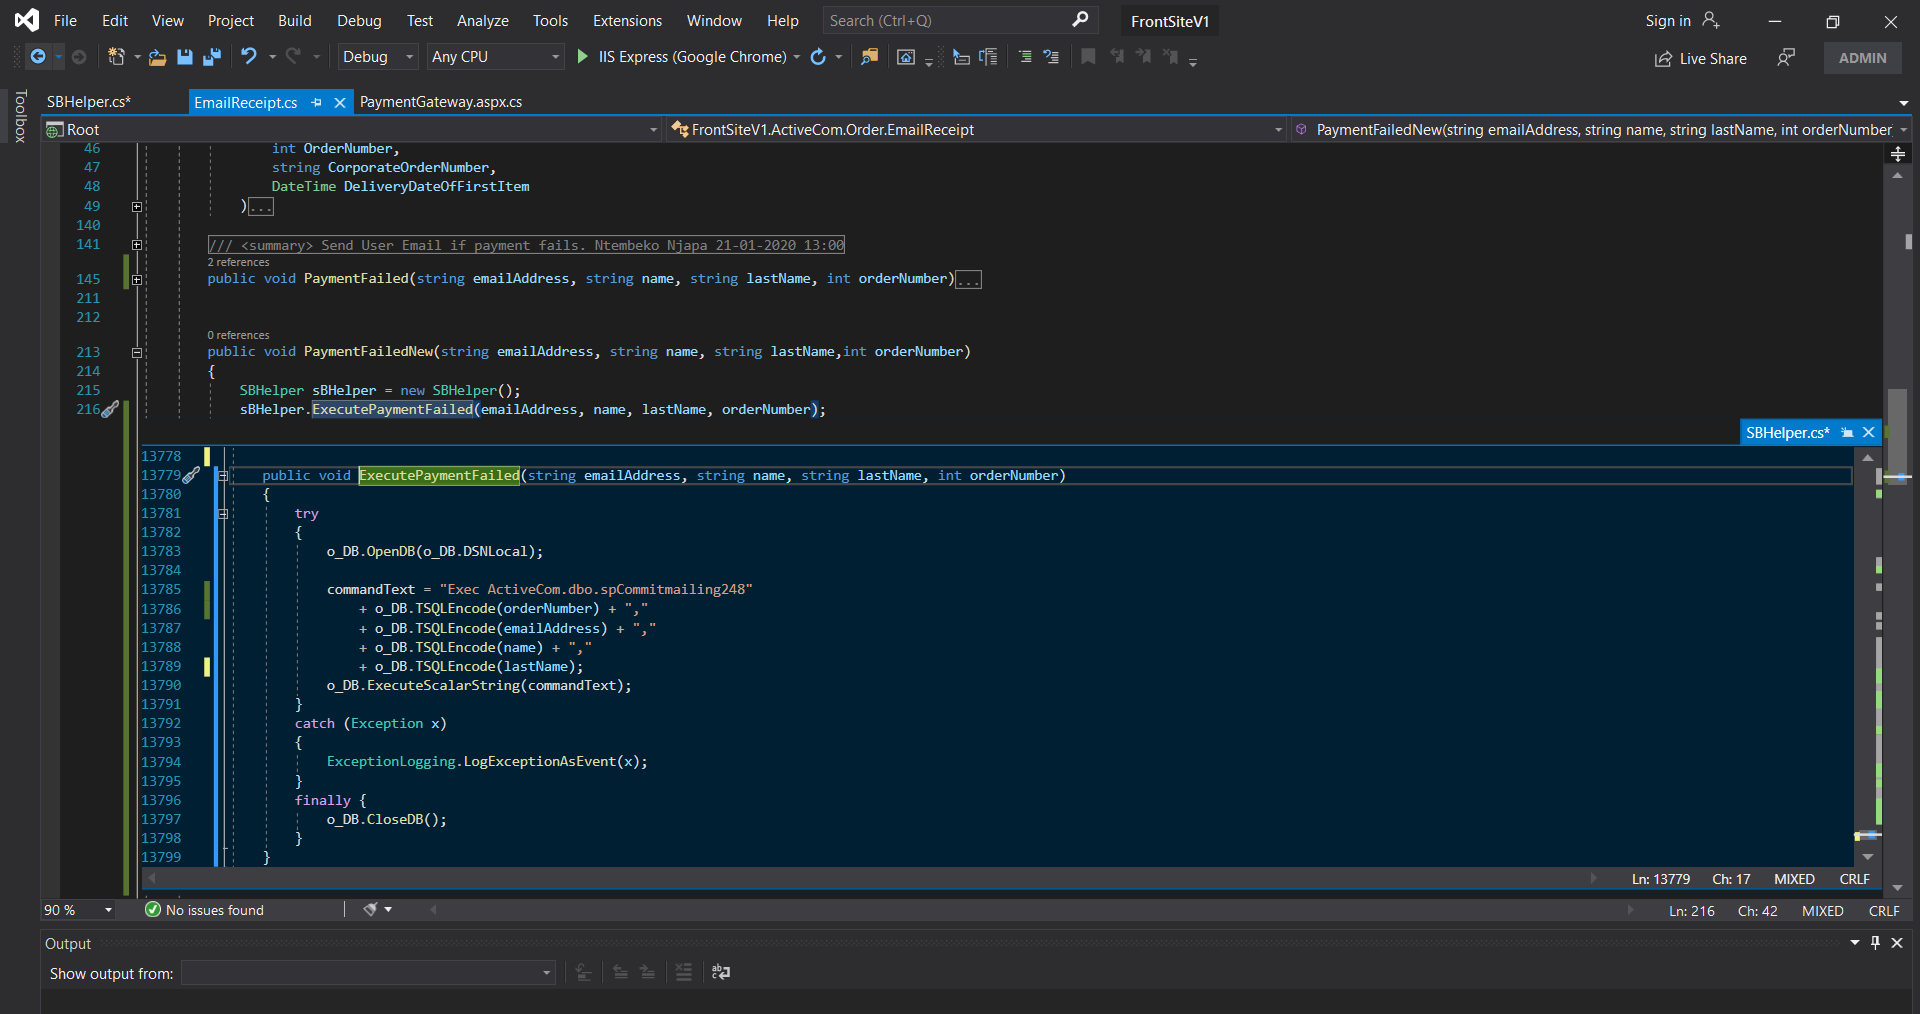 File Edit View Project Build Debug Test Analyze Tools Extensions Window Help Search (Ctrl+Q) FrontSiteV1 Sign in
Debug Any CPU IIS Express (Google Chrome) Live Share ADMIN
Toolbox
SBHelper.cs* EmailReceipt.cs PaymentGateway.aspx.cs
Root FrontSiteV1.ActiveCom.Order.EmailReceipt PaymentFailedNew(string emailAddress, string name, string lastName, int orderNumber
46 int OrderNumber,
47 string CorporateOrderNumber,
48 DateTime DeliveryDateOfFirstItem
49 )...
140
141 /// <summary> Send User Email if payment fails. Ntembeko Njapa 21-01-2020 13:00
2 references
145 public void PaymentFailed(string emailAddress, string name, string lastName, int orderNumber)...
211
212
0 references
213 public void PaymentFailedNew(string emailAddress, string name, string lastName,int orderNumber)
214 {
215 SBHelper sBHelper = new SBHelper();
216 sBHelper.ExecutePaymentFailed(emailAddress, name, lastName, orderNumber);
SBHelper.cs*
13778
13779 public void ExecutePaymentFailed(string emailAddress, string name, string lastName, int orderNumber)
13780 {
13781 try
13782 {
13783 o_DB.OpenDB(o_DB.DSNLocal);
13784
13785 commandText = "Exec ActiveCom.dbo.spCommitmailing248"
13786 + o_DB.TSQLEncode(orderNumber) + ","
13787 + o_DB.TSQLEncode(emailAddress) + ","
13788 + o_DB.TSQLEncode(name) + ","
13789 + o_DB.TSQLEncode(lastName);
13790 o_DB.ExecuteScalarString(commandText);
13791 }
13792 catch (Exception x)
13793 {
13794 ExceptionLogging.LogExceptionAsEvent(x);
13795 }
13796 finally {
13797 o_DB.CloseDB();
13798 }
13799 }
Ln: 13779 Ch: 17 MIXED CRLF
90 % No issues found Ln: 216 Ch: 42 MIXED CRLF
Output
Show output from: